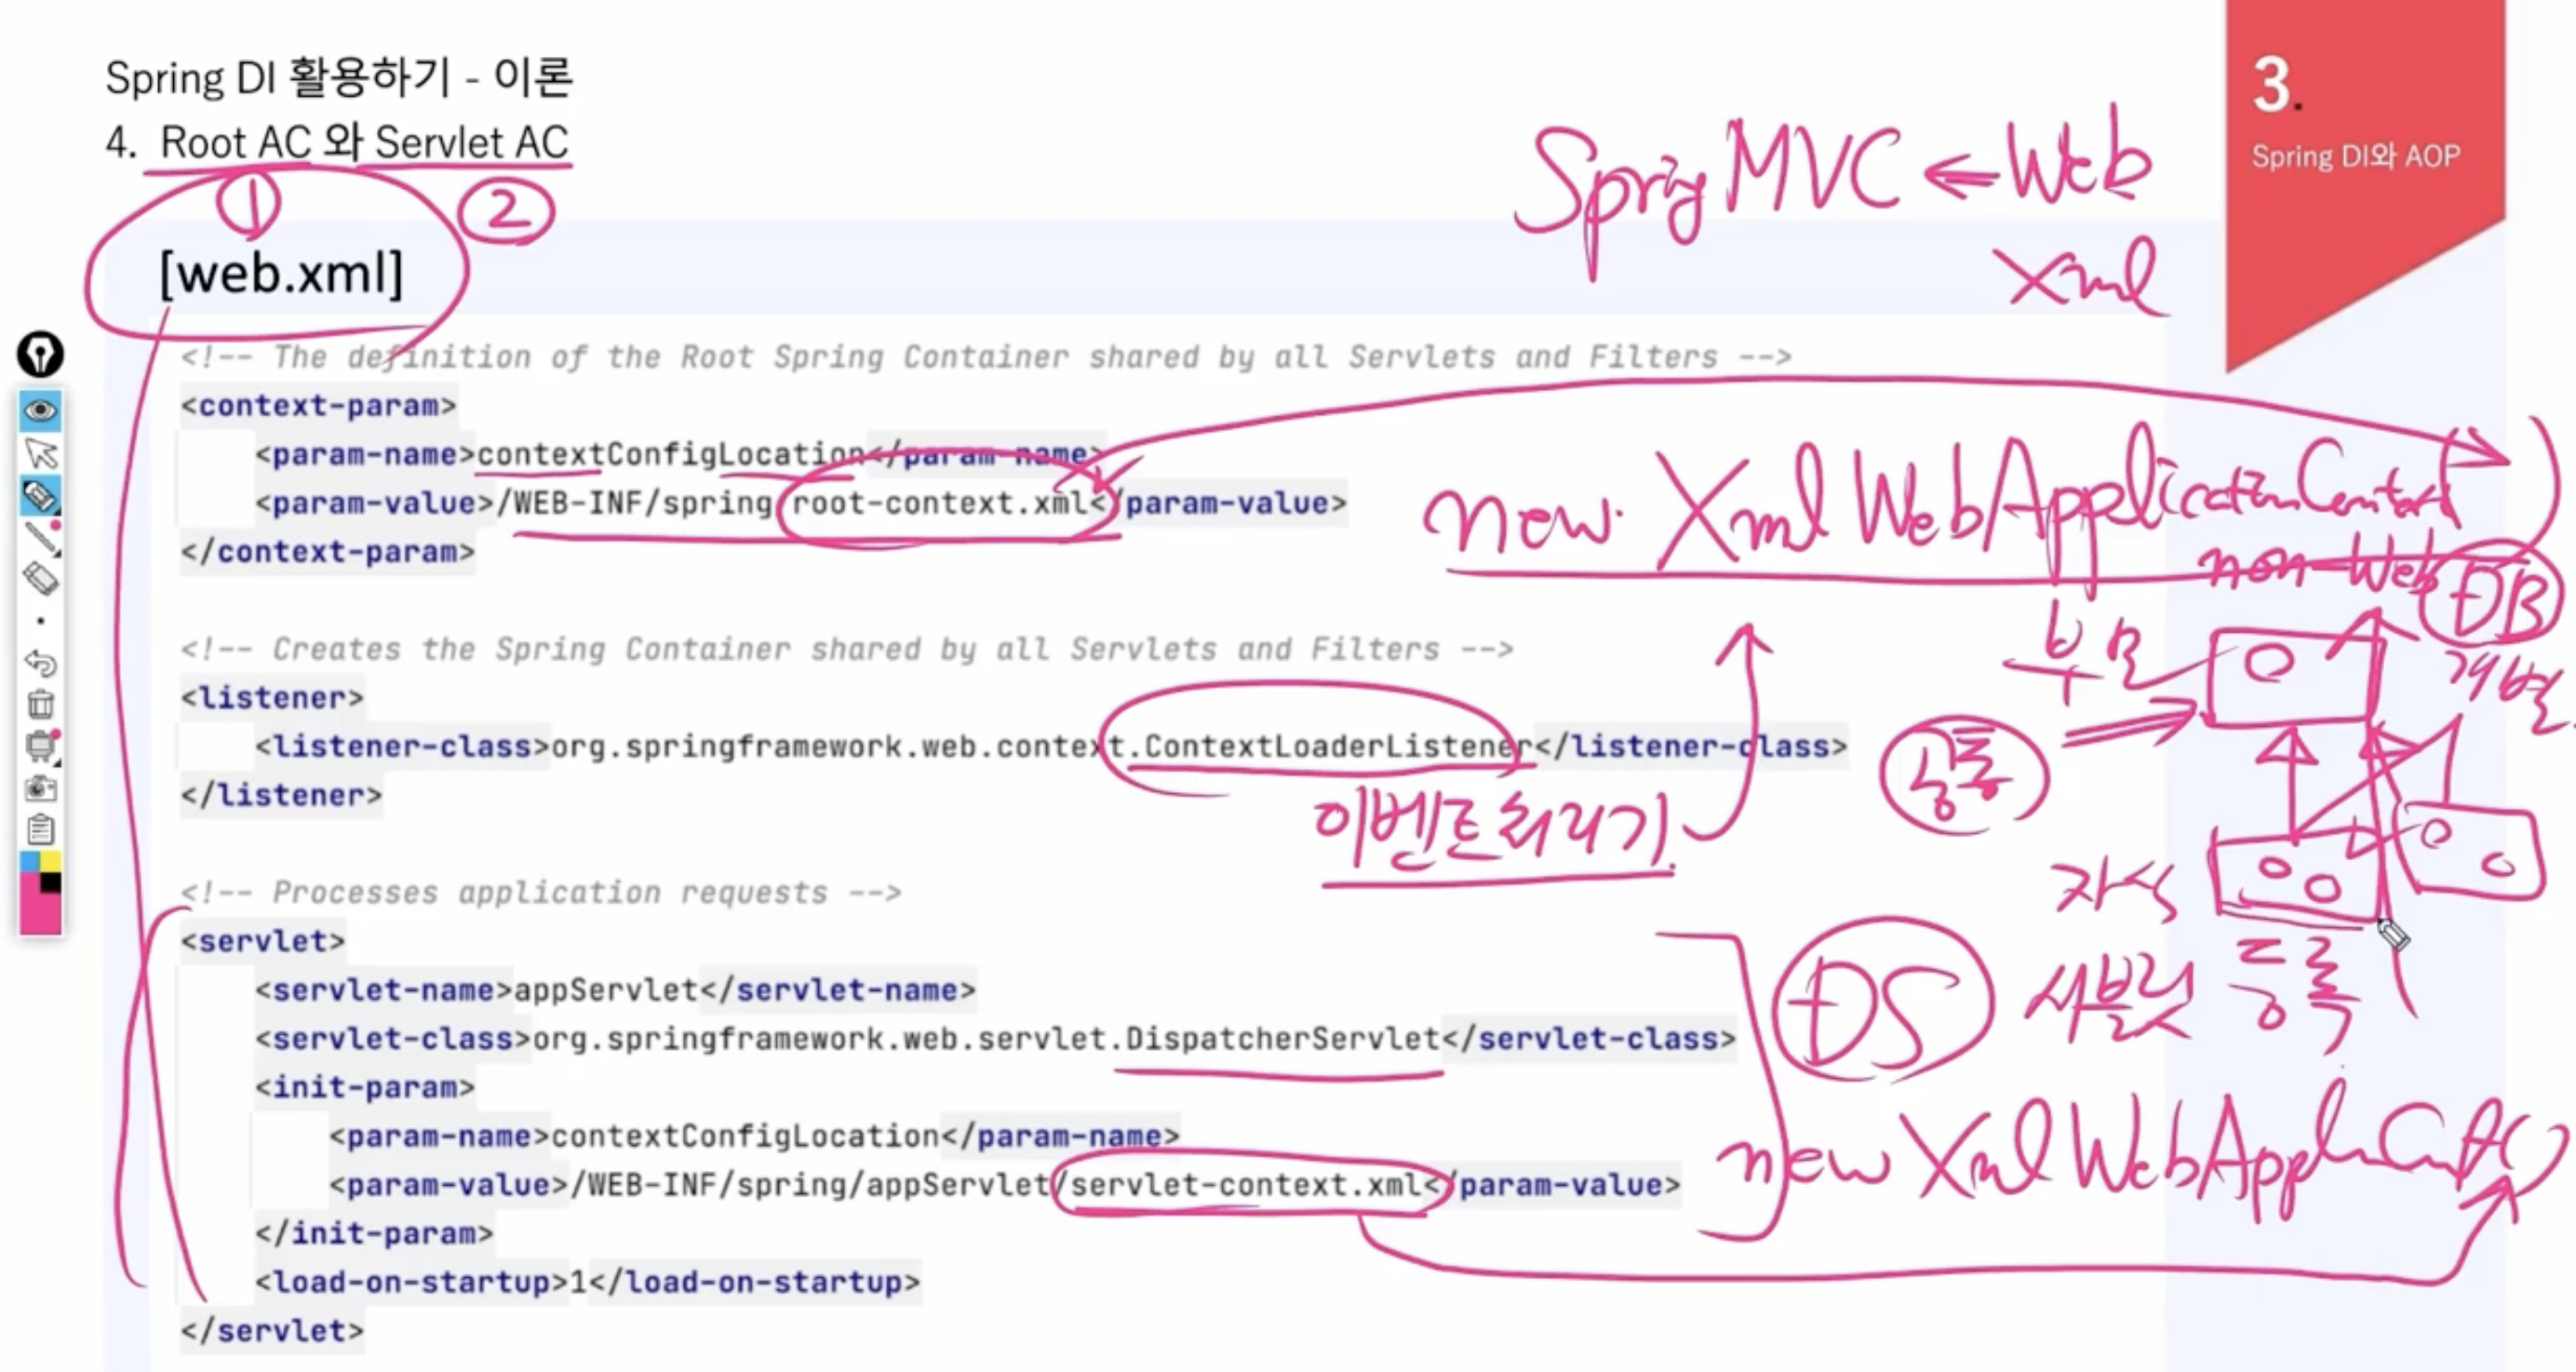 Spring DI 활용하기 - 이론
4. Root AC 와 Servlet AC
① ②
3.
Spring DI와 AOP
Spring MVC ← Web
xml
[web.xml]
<!-- The definition of the Root Spring Container shared by all Servlets and Filters -->
<context-param>
<param-name>contextConfigLocation</param-name>
<param-value>/WEB-INF/spring root-context.xml</param-value>
</context-param>
new XmlWebApplicationContext
non-Web
DB
부모
개별
<!-- Creates the Spring Container shared by all Servlets and Filters -->
<listener>
<listener-class>org.springframework.web.context.ContextLoaderListener</listener-class>
</listener>
이벤트처리기
자식
<!-- Processes application requests -->
<servlet>
<servlet-name>appServlet</servlet-name>
<servlet-class>org.springframework.web.servlet.DispatcherServlet</servlet-class>
<init-param>
<param-name>contextConfigLocation</param-name>
<param-value>/WEB-INF/spring/appServlet/servlet-context.xml</param-value>
</init-param>
<load-on-startup>1</load-on-startup>
</servlet>
DS
서블릿 등록
new